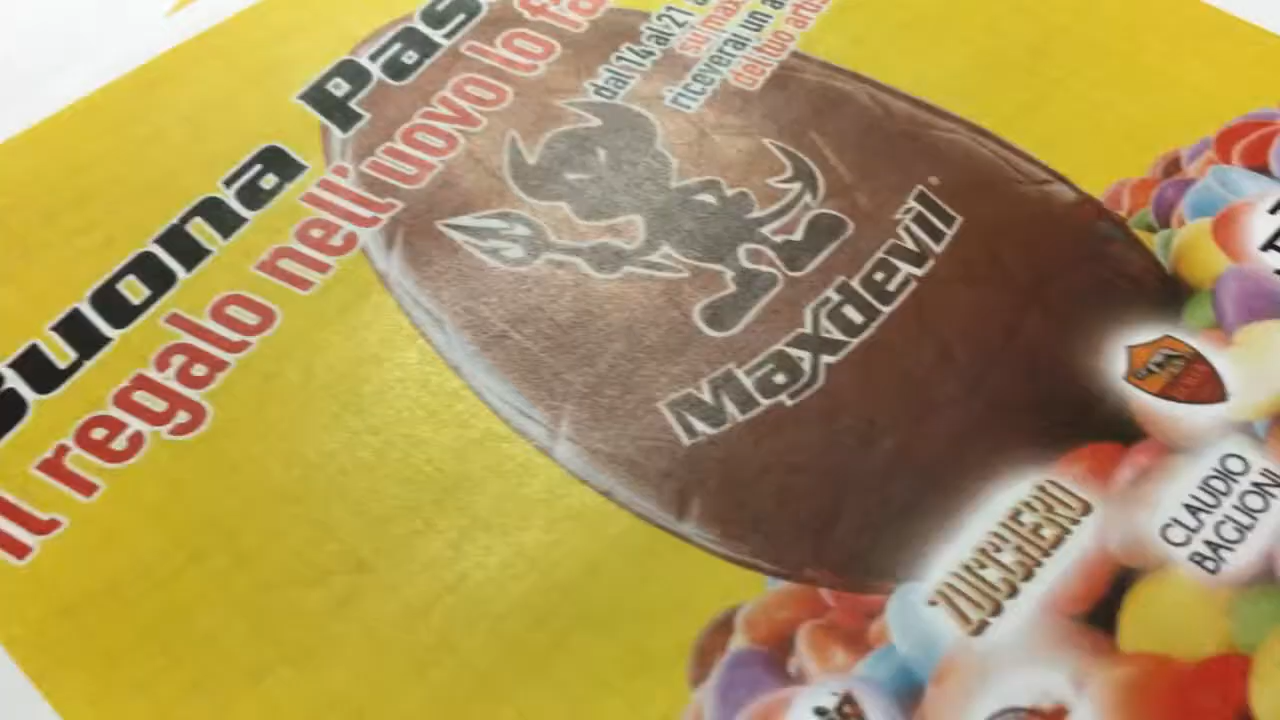 Buona Pas
Il regalo nell'uovo lo fa
dal 14 al 21 a
su max
riceverai un a
del tuo artis
Maxdevil
ZUCCHERO
CLAUDIO
BAGLIONI